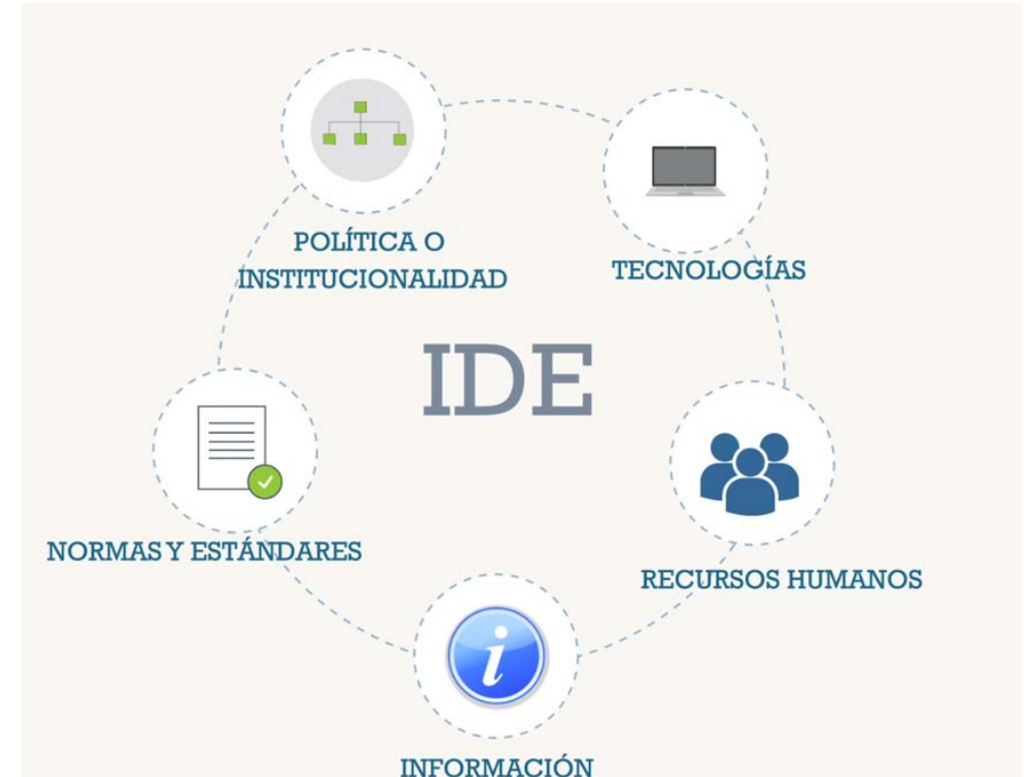 POLÍTICA O
INSTITUCIONALIDAD
TECNOLOGÍAS
IDE
NORMAS Y ESTÁNDARES
RECURSOS HUMANOS
i
INFORMACIÓN